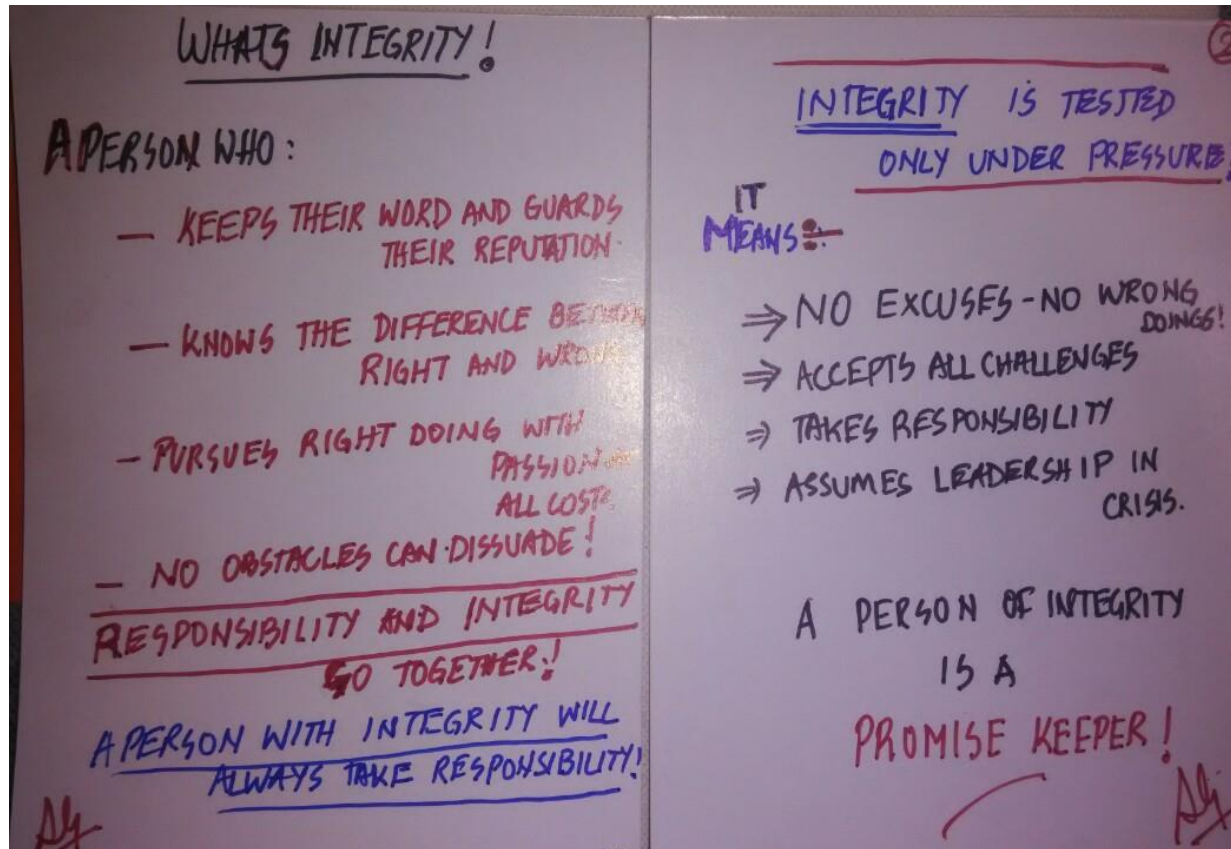 WHATS INTEGRITY!
A PERSON WHO:
— KEEPS THEIR WORD AND GUARDS
THEIR REPUTATION.
— KNOWS THE DIFFERENCE BETWEEN
RIGHT AND WRONG
— PURSUES RIGHT DOING WITH
PASSION
ALL COSTS.
— NO OBSTACLES CAN DISSUADE!
RESPONSIBILITY AND INTEGRITY
GO TOGETHER!
A PERSON WITH INTEGRITY WILL
ALWAYS TAKE RESPONSIBILITY!
2
INTEGRITY IS TESTED
ONLY UNDER PRESSURE!
IT
MEANS:-
⇒ NO EXCUSES - NO WRONG
DOINGS!
⇒ ACCEPTS ALL CHALLENGES
⇒ TAKES RESPONSIBILITY
⇒ ASSUMES LEADERSHIP IN
CRISIS.
A PERSON OF INTEGRITY
IS A
PROMISE KEEPER!